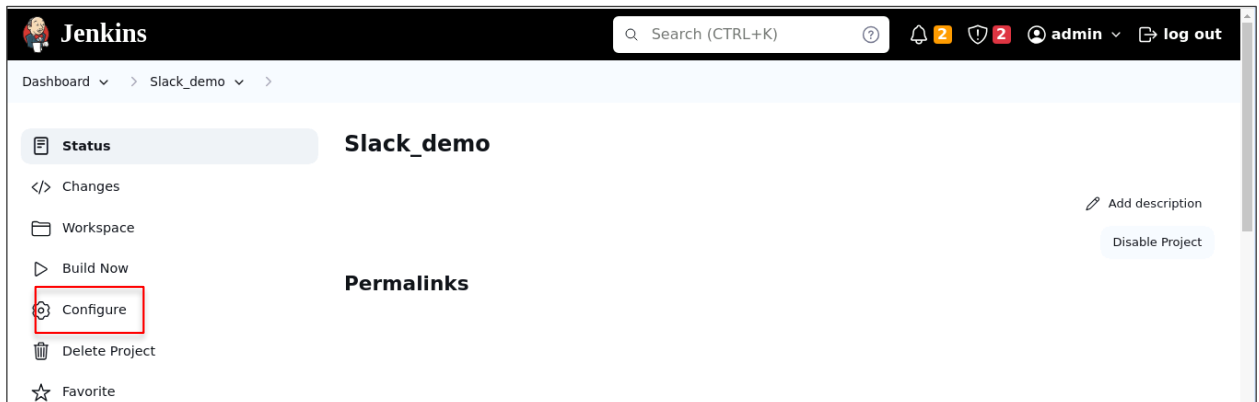 Jenkins Search (CTRL+K) ? 2 2 admin log out
Dashboard > Slack_demo >
Status
Slack_demo
Changes
Add description
Workspace
Disable Project
Build Now
Permalinks
Configure
Delete Project
Favorite